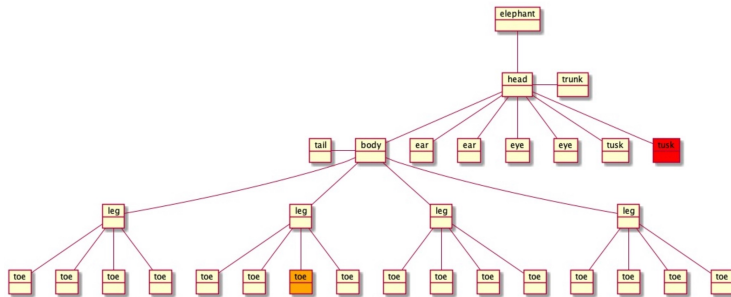 elephant
head trunk
tail body ear ear eye eye tusk tusk
leg leg leg leg
toe toe toe toe toe toe toe toe toe toe toe toe toe toe toe toe